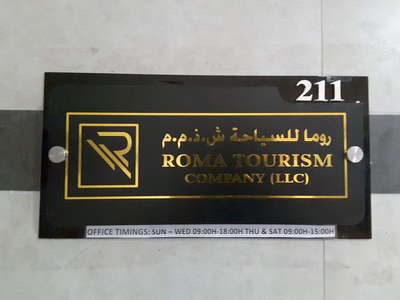 211
روما للسياحة ش.ذ.م.م
ROMA TOURISM
COMPANY (LLC)
OFFICE TIMINGS: SUN – WED 09:00H-18:00H THU & SAT 09:00H-15:00H